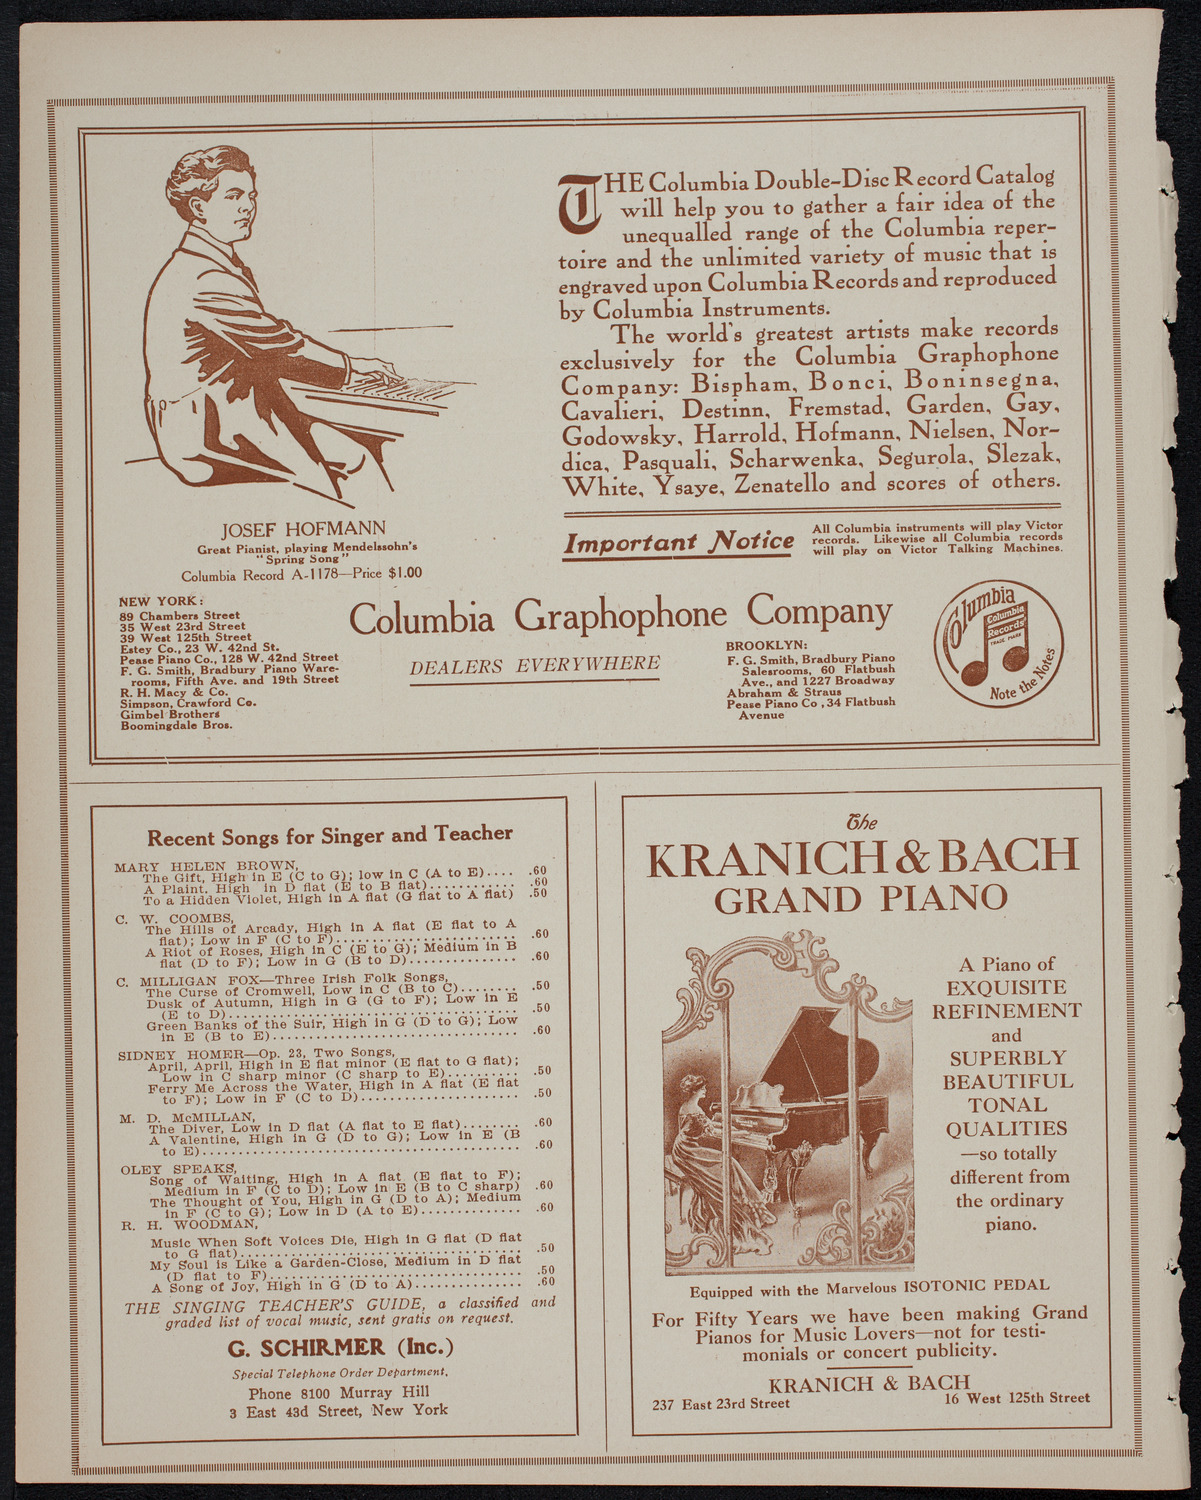 THE Columbia Double-Disc Record Catalog
will help you to gather a fair idea of the
unequalled range of the Columbia reper-
toire and the unlimited variety of music that is
engraved upon Columbia Records and reproduced
by Columbia Instruments.
The world's greatest artists make records
exclusively for the Columbia Graphophone
Company: Bispham, Bonci, Boninsegna,
Cavalieri, Destinn, Fremstad, Garden, Gay,
Godowsky, Harrold, Hofmann, Nielsen, Nor-
dica, Pasquali, Scharwenka, Segurola, Slezak,
White, Ysaye, Zenatello and scores of others.
JOSEF HOFMANN
Great Pianist, playing Mendelssohn's
"Spring Song"
Columbia Record A-1178—Price $1.00
Important Notice
All Columbia instruments will play Victor
records. Likewise all Columbia records
will play on Victor Talking Machines.
NEW YORK:
89 Chambers Street
35 West 23rd Street
39 West 125th Street
Estey Co., 23 W. 42nd St.
Pease Piano Co., 128 W. 42nd Street
F. G. Smith, Bradbury Piano Ware-
rooms, Fifth Ave. and 19th Street
R. H. Macy & Co.
Simpson, Crawford Co.
Gimbel Brothers
Boomingdale Bros.
Columbia Graphophone Company
DEALERS EVERYWHERE
BROOKLYN:
F. G. Smith, Bradbury Piano
Salesrooms, 60 Flatbush
Ave., and 1227 Broadway
Abraham & Straus
Pease Piano Co , 34 Flatbush
Avenue
Columbia
Columbia
Records
TRADE MARK
Note the Notes
Recent Songs for Singer and Teacher
MARY HELEN BROWN,
The Gift, High in E (C to G); low in C (A to E).... .60
A Plaint, High in D flat (E to B flat)............ .60
To a Hidden Violet, High in A flat (G flat to A flat) .50
C. W. COOMBS,
The Hills of Arcady, High in A flat (E flat to A
flat); Low in F (C to F)........................ .60
A Riot of Roses, High in C (E to G); Medium in B
flat (D to F); Low in G (B to D)............... .60
C. MILLIGAN FOX—Three Irish Folk Songs,
The Curse of Cromwell, Low in C (B to C)........ .50
Dusk of Autumn, High in G (G to F); Low in E
(E to D)........................................ .50
Green Banks of the Suir, High in G (D to G); Low
in E (B to E).................................. .60
SIDNEY HOMER—Op. 23, Two Songs,
April, April, High in E flat minor (E flat to G flat);
Low in C sharp minor (C sharp to E).......... .50
Ferry Me Across the Water, High in A flat (E flat
to F); Low in F (C to D)...................... .50
M. D. McMILLAN,
The Diver, Low in D flat (A flat to E flat)........ .60
A Valentine, High in G (D to G); Low in E (B
to E)............................................ .60
OLEY SPEAKS,
Song of Waiting, High in A flat (E flat to F);
Medium in F (C to D); Low in E (B to C sharp) .60
The Thought of You, High in G (D to A); Medium
in F (C to G); Low in D (A to E).............. .60
R. H. WOODMAN,
Music When Soft Voices Die, High in G flat (D flat
to G flat)...................................... .50
My Soul is Like a Garden-Close, Medium in D flat
(D flat to F).................................... .50
A Song of Joy, High in G (D to A)............... .60
THE SINGING TEACHER'S GUIDE, a classified and
graded list of vocal music, sent gratis on request.
G. SCHIRMER (Inc.)
Special Telephone Order Department,
Phone 8100 Murray Hill
3 East 43d Street, New York
The
KRANICH & BACH
GRAND PIANO
A Piano of
EXQUISITE
REFINEMENT
and
SUPERBLY
BEAUTIFUL
TONAL
QUALITIES
—so totally
different from
the ordinary
piano.
Equipped with the Marvelous ISOTONIC PEDAL
For Fifty Years we have been making Grand
Pianos for Music Lovers—not for testi-
monials or concert publicity.
KRANICH & BACH
237 East 23rd Street 16 West 125th Street